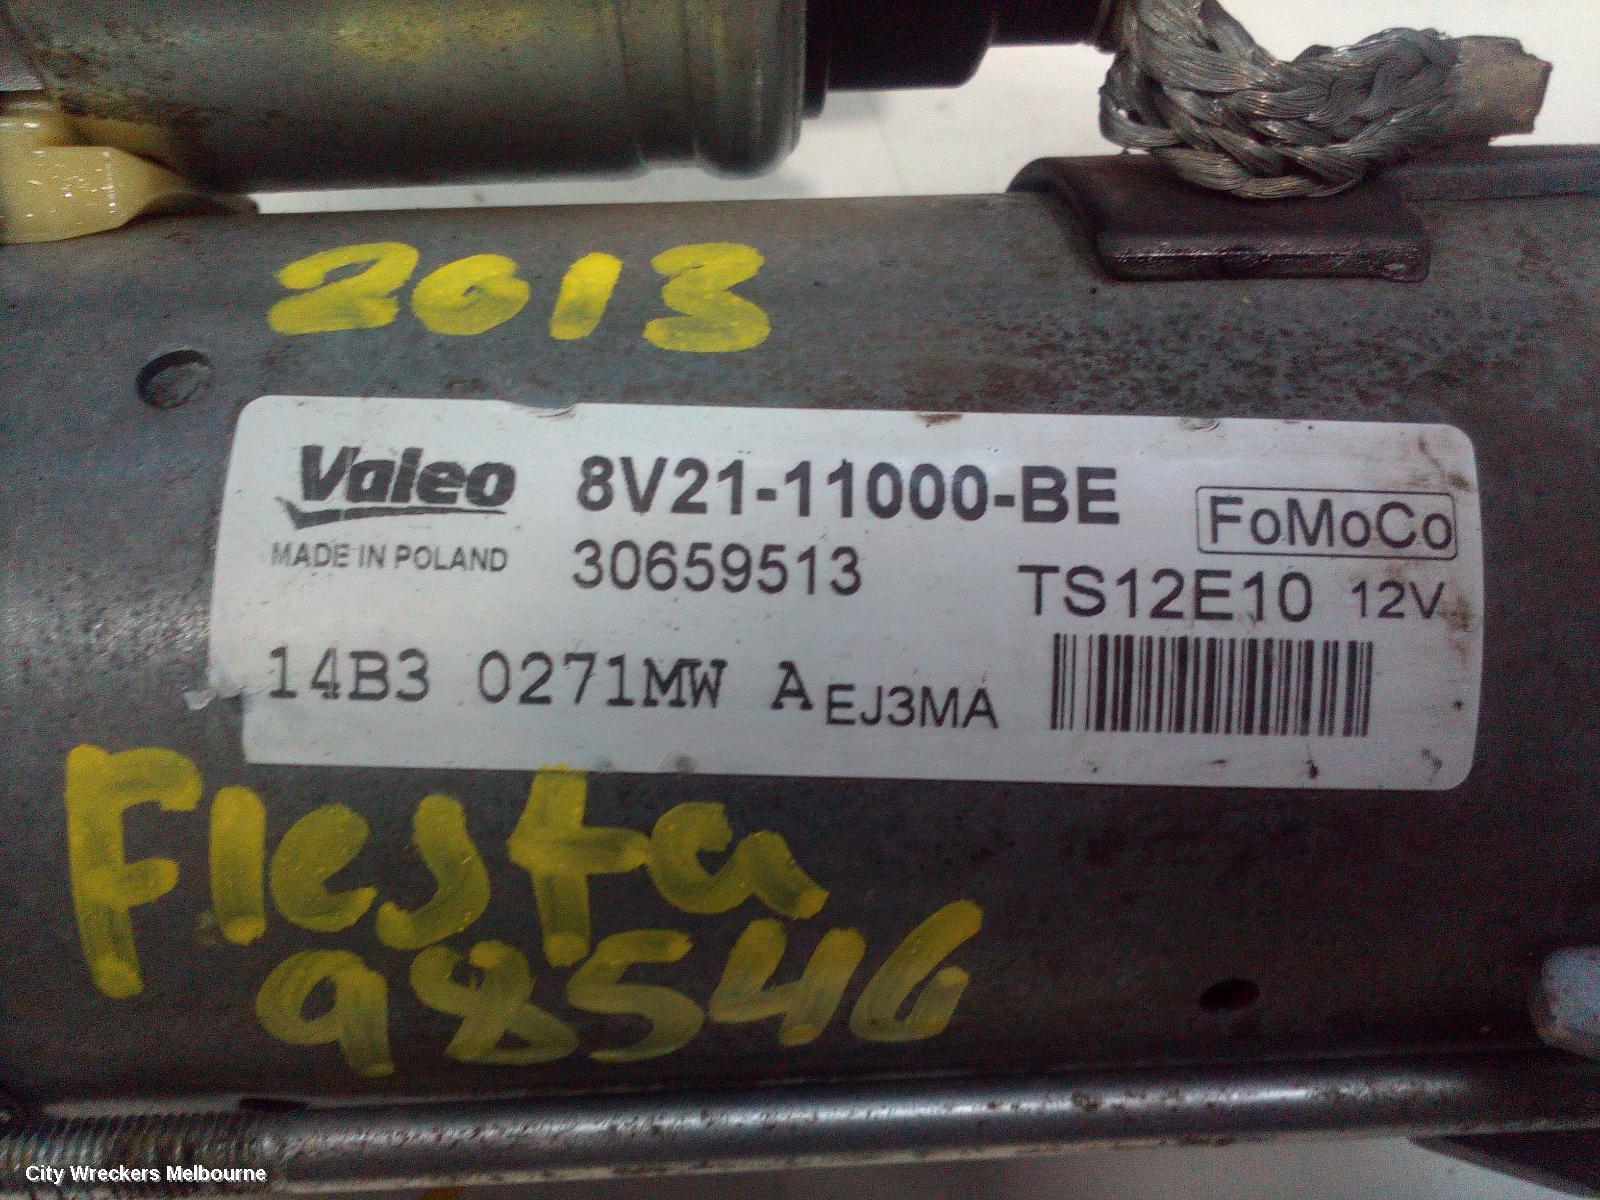 2013
Valeo 8V21-11000-BE FoMoCo
MADE IN POLAND 30659513 TS12E10 12V
14B3 0271MW A EJ3MA
Fiesta
98546
City Wreckers Melbourne